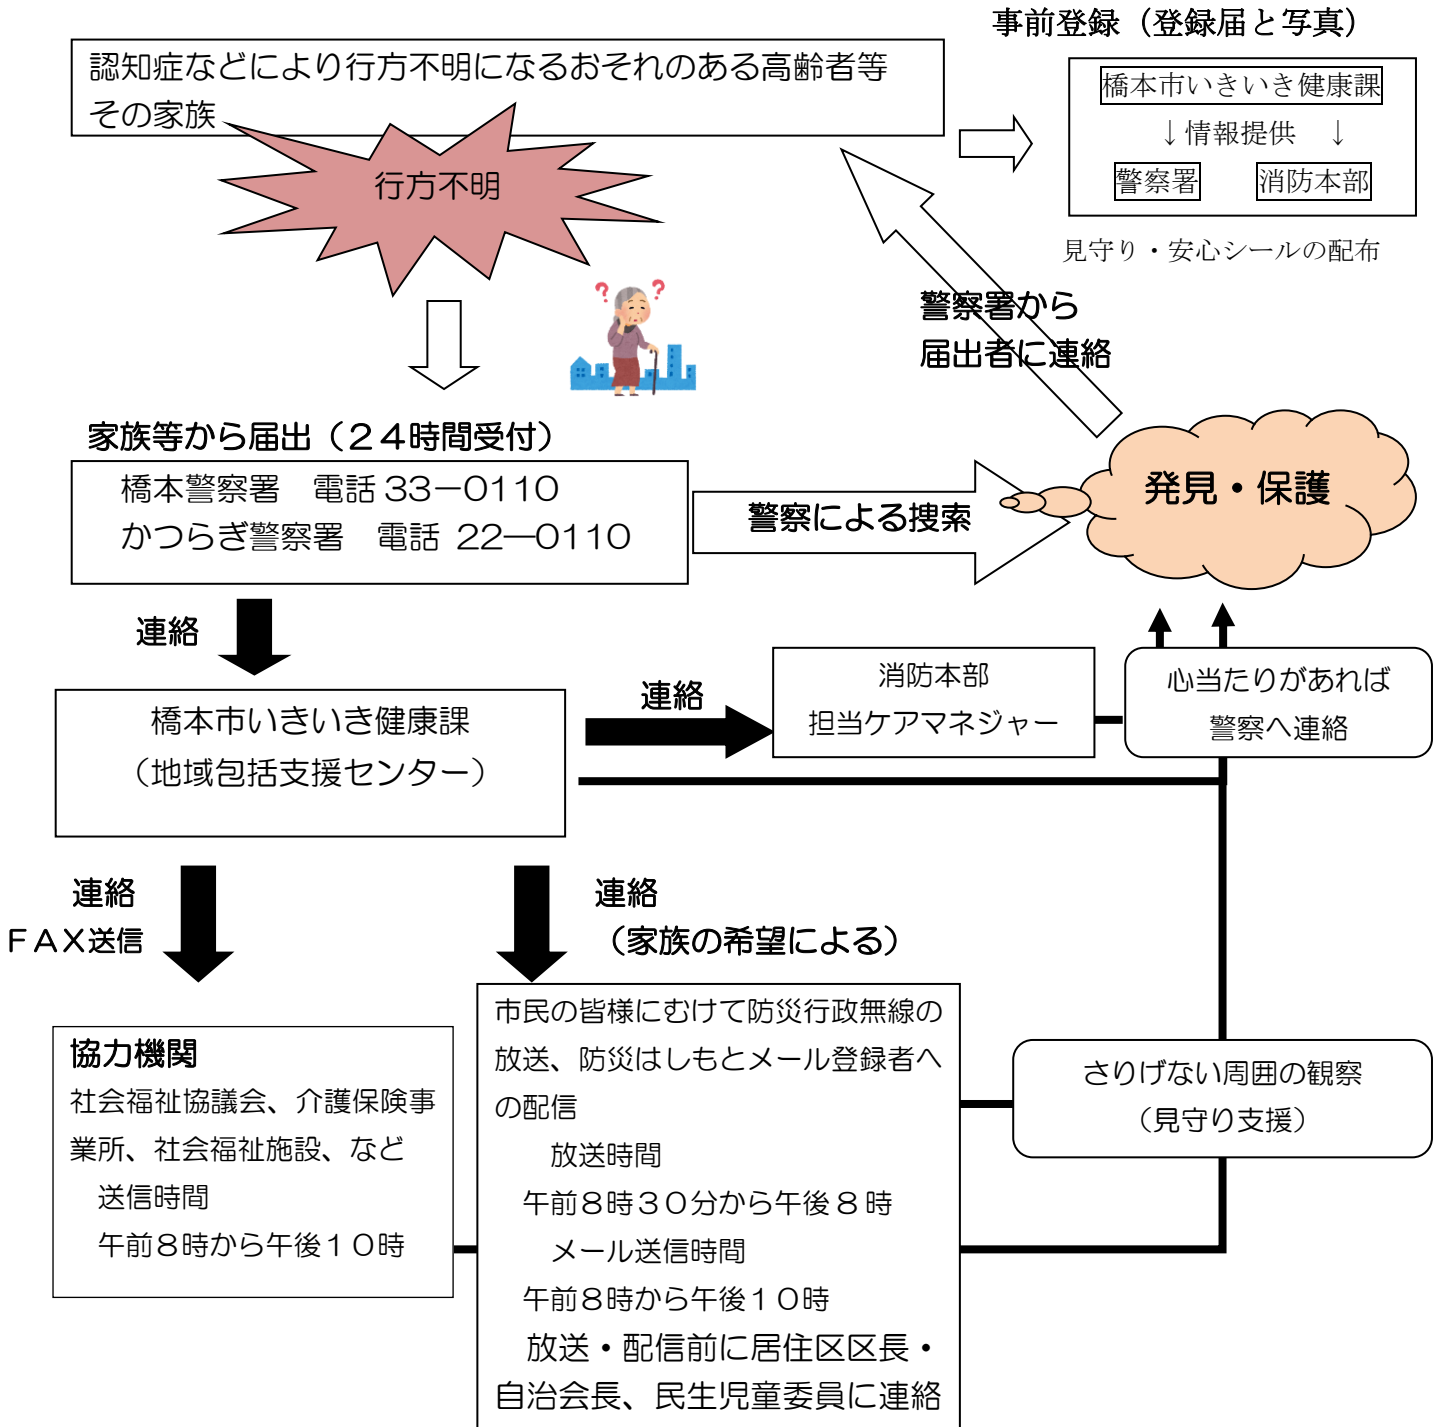 事前登録（登録届と写真）
認知症などにより行方不明になるおそれのある高齢者等
その家族
橋本市いきいき健康課
↓情報提供　↓
警察署　消防本部
見守り・安心シールの配布
行方不明
警察署から
届出者に連絡
家族等から届出（２４時間受付）
橋本警察署　電話 33－0110
かつらぎ警察署　電話 22―0110
警察による捜索
発見・保護
連絡
橋本市いきいき健康課
（地域包括支援センター）
連絡
消防本部
担当ケアマネジャー
心当たりがあれば
警察へ連絡
連絡
ＦＡＸ送信
連絡
（家族の希望による）
協力機関
社会福祉協議会、介護保険事
業所、社会福祉施設、など
送信時間
午前８時から午後１０時
市民の皆様にむけて防災行政無線の
放送、防災はしもとメール登録者へ
の配信
放送時間
午前８時３０分から午後８時
メール送信時間
午前８時から午後１０時
放送・配信前に居住区区長・
自治会長、民生児童委員に連絡
さりげない周囲の観察
（見守り支援）